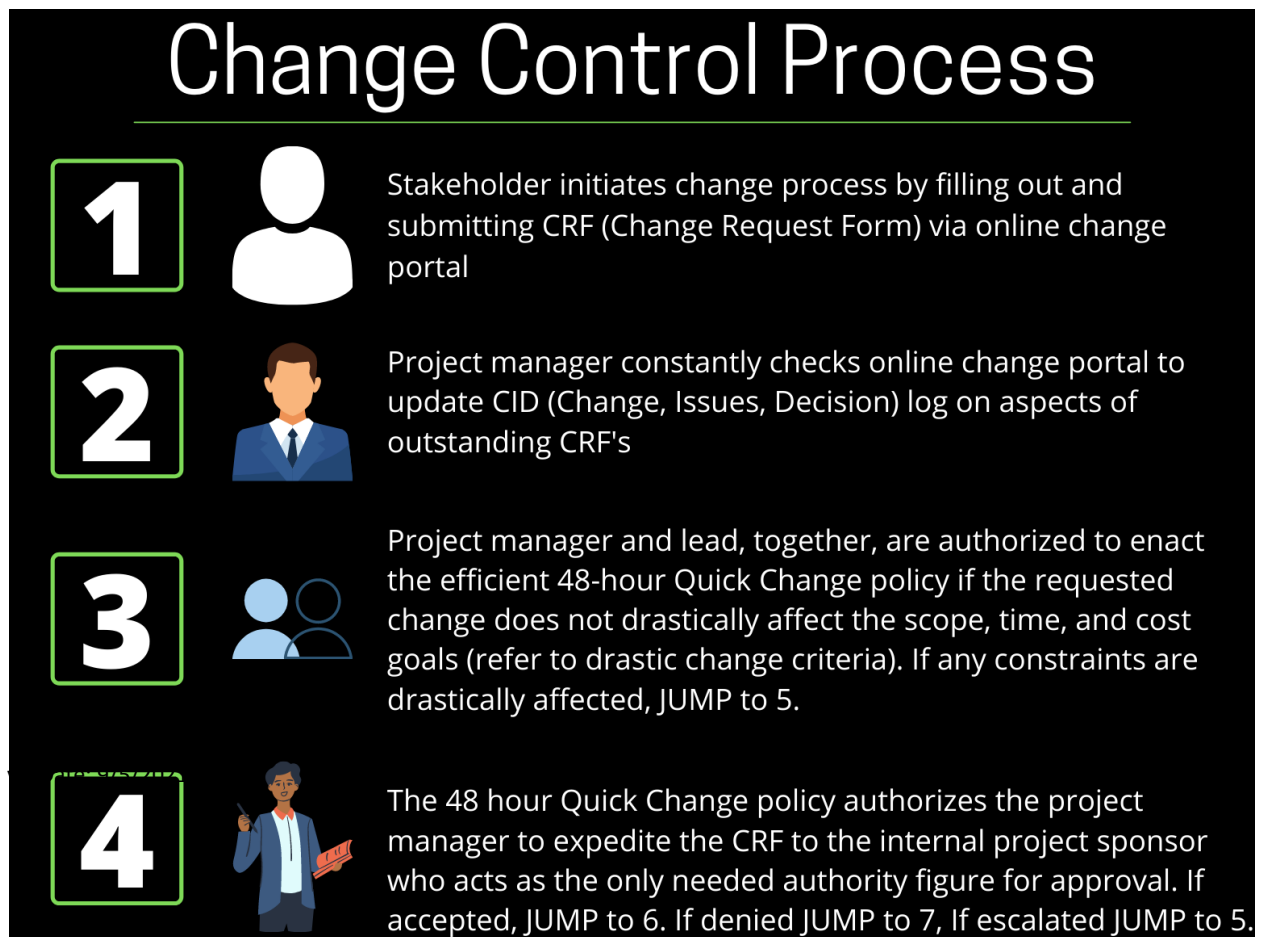 Change Control Process
1
Stakeholder initiates change process by filling out and
submitting CRF (Change Request Form) via online change
portal
2
Project manager constantly checks online change portal to
update CID (Change, Issues, Decision) log on aspects of
outstanding CRF's
3
Project manager and lead, together, are authorized to enact
the efficient 48-hour Quick Change policy if the requested
change does not drastically affect the scope, time, and cost
goals (refer to drastic change criteria). If any constraints are
drastically affected, JUMP to 5.
4
The 48 hour Quick Change policy authorizes the project
manager to expedite the CRF to the internal project sponsor
who acts as the only needed authority figure for approval. If
accepted, JUMP to 6. If denied JUMP to 7, If escalated JUMP to 5.